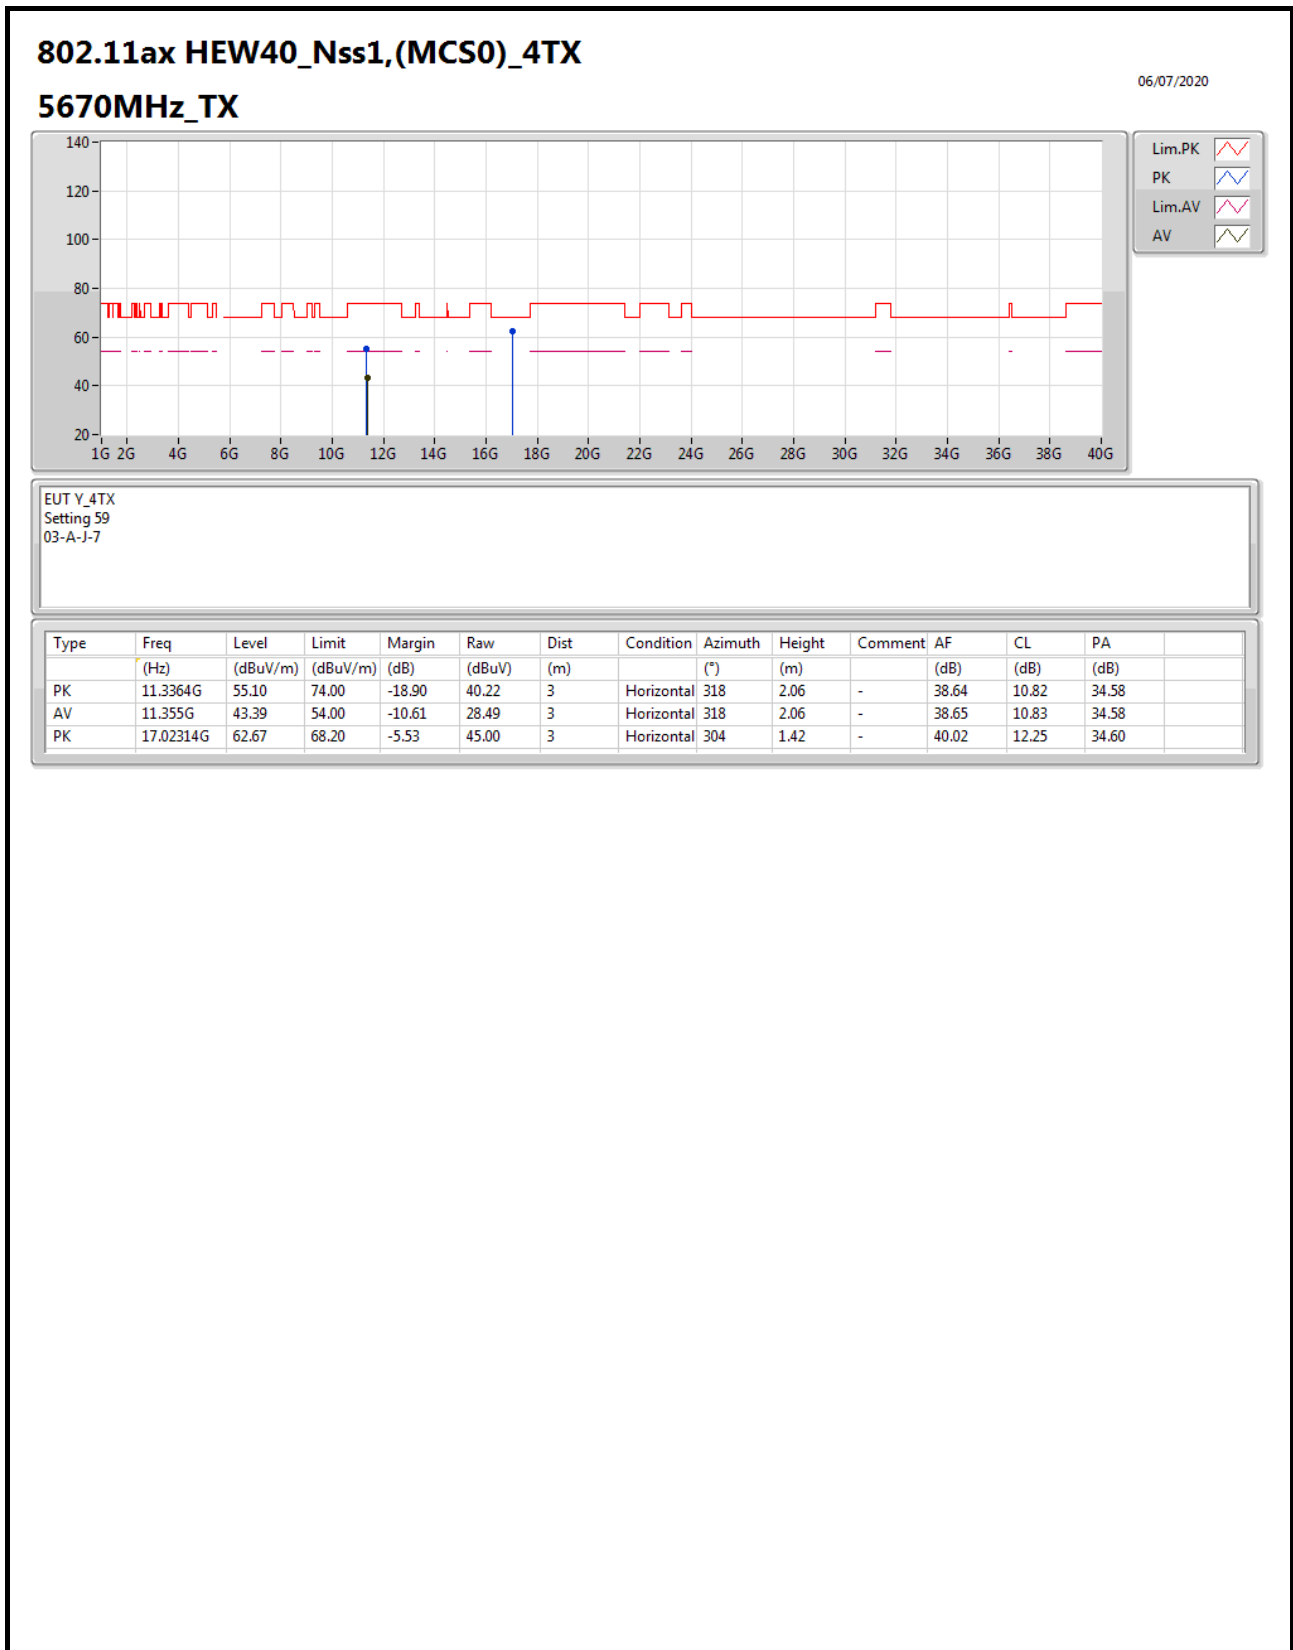 802.11ax HEW40_Nss1,(MCS0)_4TX
06/07/2020
5670MHz_TX
140
120
100
80
60
40
20
1G 2G 4G 6G 8G 10G 12G 14G 16G 18G 20G 22G 24G 26G 28G 30G 32G 34G 36G 38G 40G
Lim.PK
PK
Lim.AV
AV
EUT Y_4TX
Setting 59
03-A-J-7
Type Freq Level Limit Margin Raw Dist Condition Azimuth Height Comment AF CL PA
(Hz) (dBuV/m) (dBuV/m) (dB) (dBuV) (m) (°) (m) (dB) (dB) (dB)
PK 11.3364G 55.10 74.00 -18.90 40.22 3 Horizontal 318 2.06 - 38.64 10.82 34.58
AV 11.355G 43.39 54.00 -10.61 28.49 3 Horizontal 318 2.06 - 38.65 10.83 34.58
PK 17.02314G 62.67 68.20 -5.53 45.00 3 Horizontal 304 1.42 - 40.02 12.25 34.60